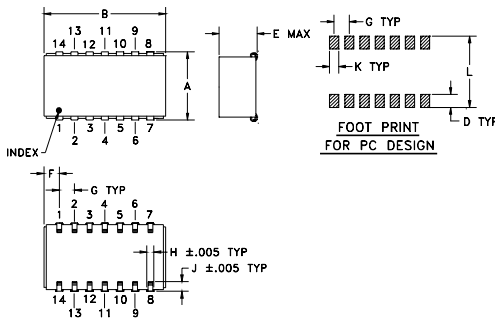 B
13 11 9
14 12 10 8
A
1 3 5 7
2 4 6
INDEX
E MAX
G TYP
K TYP
L
D TYP
FOOT PRINT
FOR PC DESIGN
F
G TYP
2 4 6
1 3 5 7
H ±.005 TYP
J ±.005 TYP
14 12 10 8
13 11 9